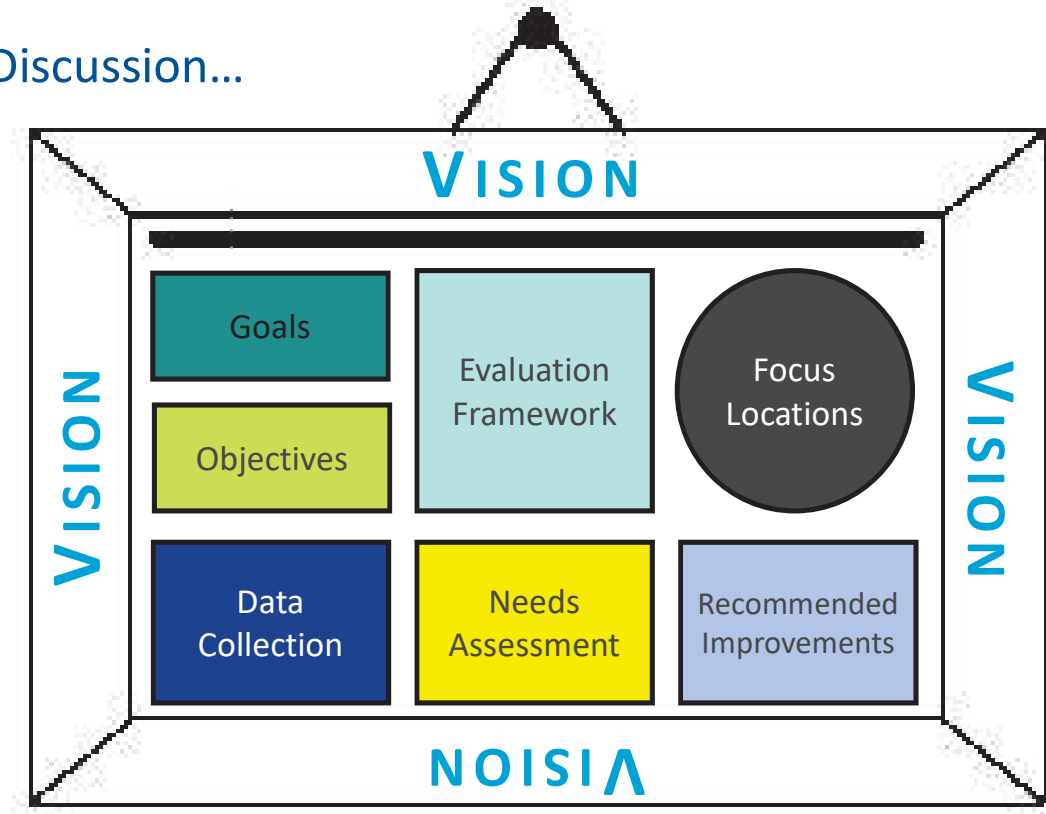 Discussion...
VISION
VISION
VISION
Goals
Objectives
Evaluation
Framework
Focus
Locations
Data
Collection
Needs
Assessment
Recommended
Improvements
VISION